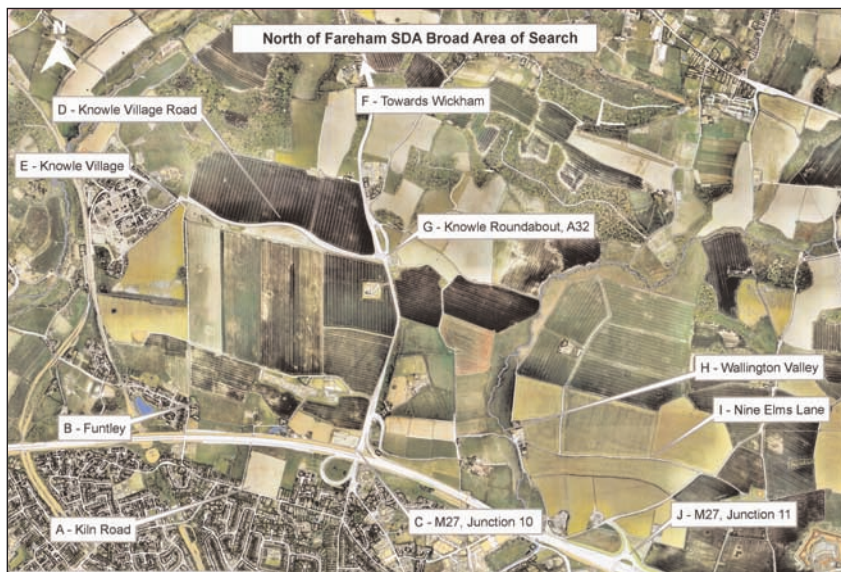 North of Fareham SDA Broad Area of Search
N
D - Knowle Village Road
F - Towards Wickham
E - Knowle Village
G - Knowle Roundabout, A32
H - Wallington Valley
I - Nine Elms Lane
B - Funtley
A - Kiln Road
C - M27, Junction 10
J - M27, Junction 11